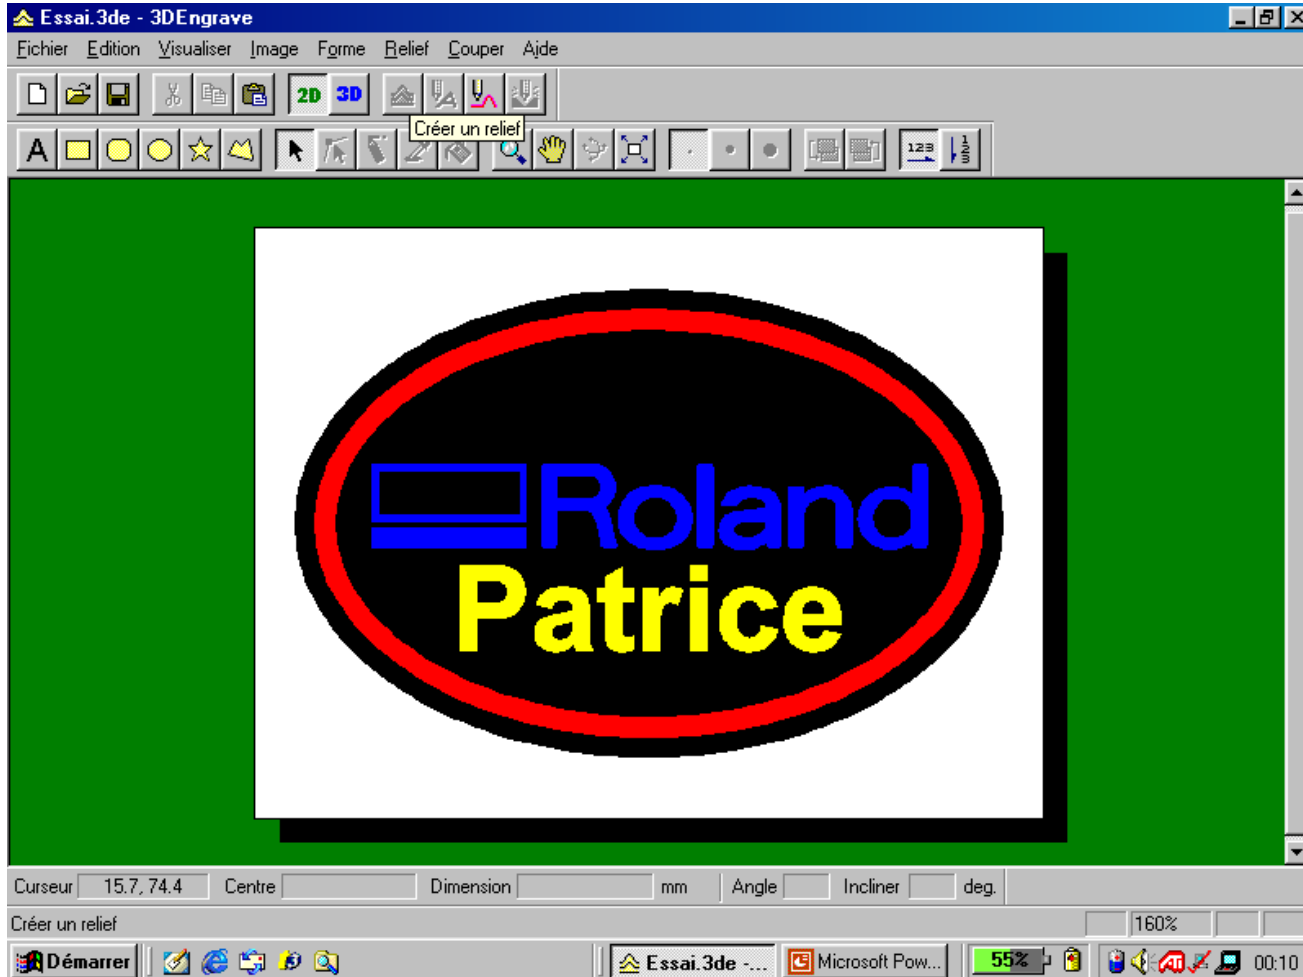 Essai.3de - 3DEngrave
Fichier Edition Visualiser Image Forme Relief Couper Aide
2D 3D
Créer un relief
A 123 123
Roland
Patrice
Curseur 15.7, 74.4 Centre Dimension mm Angle Incliner deg.
Créer un relief 160%
Démarrer Essai.3de -... Microsoft Pow... 55% 00:10